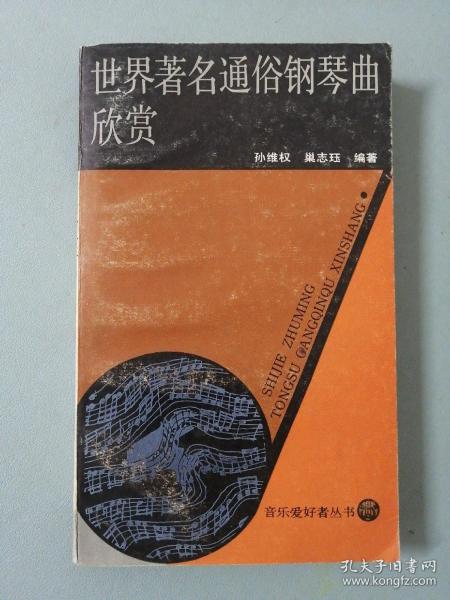 世界著名通俗钢琴曲
欣赏
孙维权 巢志珏 编著
SHIJIE ZHUMING
TONGSU GANGQINQU XINSHANG
音乐爱好者丛书
孔夫子旧书网
www.kongfz.com